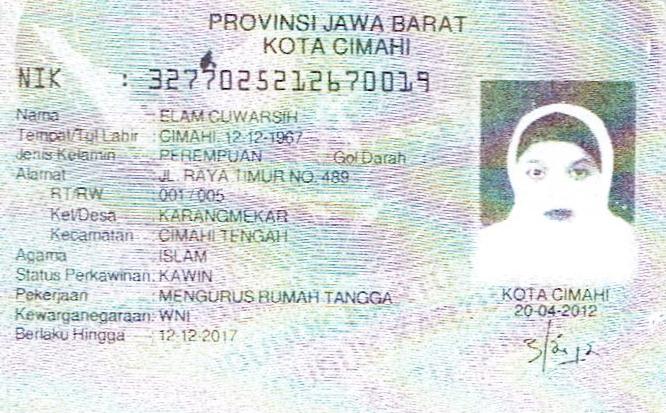 PROVINSI JAWA BARAT
KOTA CIMAHI
NIK : 3277025212670019
Nama : ELAM CUWARSIH
Tempat/Tgl Lahir : CIMAHI, 12-12-1967
Jenis Kelamin : PEREMPUAN Gol Darah :
Alamat : JL. RAYA TIMUR NO. 489
RT/RW : 001 / 005
Kel/Desa : KARANGMEKAR
Kecamatan : CIMAHI TENGAH
Agama : ISLAM
Status Perkawinan: KAWIN
Pekerjaan : MENGURUS RUMAH TANGGA
Kewarganegaraan: WNI
Berlaku Hingga : 12-12-2017
KOTA CIMAHI
20-04-2012